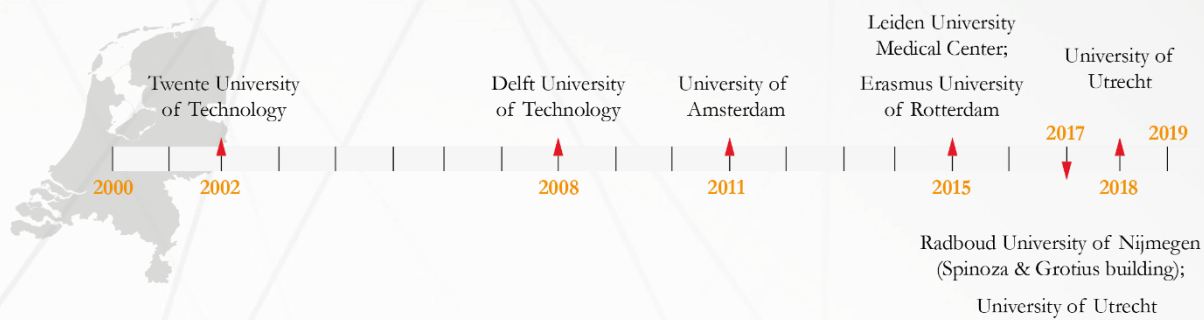 Leiden University
Medical Center;
Twente University
of Technology
Delft University
of Technology
University of
Amsterdam
Erasmus University
of Rotterdam
University of
Utrecht
2017
2019
2000
2002
2008
2011
2015
2018
Radboud University of Nijmegen
(Spinoza & Grotius building);
University of Utrecht